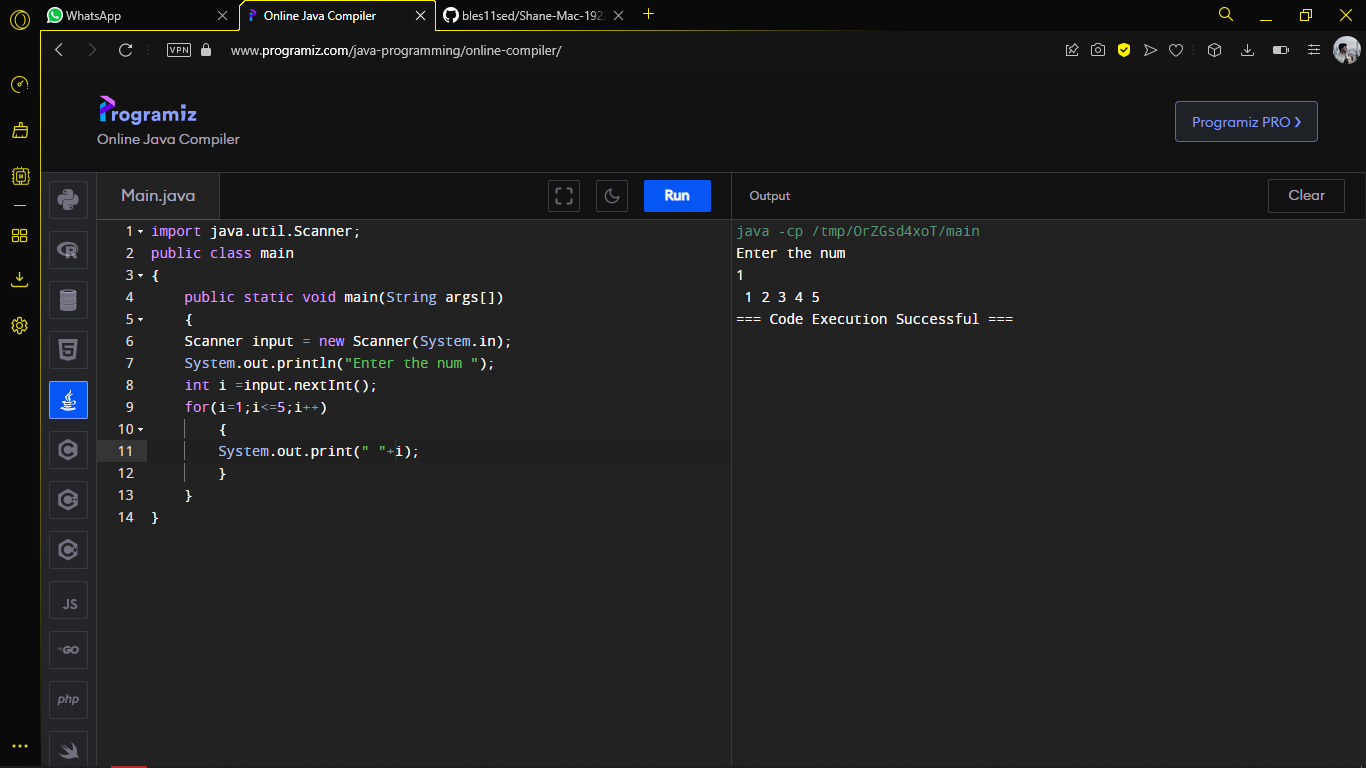 WhatsApp
Online Java Compiler
bles11sed/Shane-Mac-192
VPN
www.programiz.com/java-programming/online-compiler/
Programiz
Online Java Compiler
Programiz PRO ❯
Main.java
Run
Output
Clear
1 import java.util.Scanner;
2 public class main
3 {
4     public static void main(String args[])
5     {
6     Scanner input = new Scanner(System.in);
7     System.out.println("Enter the num ");
8     int i =input.nextInt();
9     for(i=1;i<=5;i++)
10         {
11         System.out.print(" "+i);
12         }
13     }
14 }
java -cp /tmp/OrZGsd4xoT/main
Enter the num
1
 1 2 3 4 5
=== Code Execution Successful ===
JS
GO
php